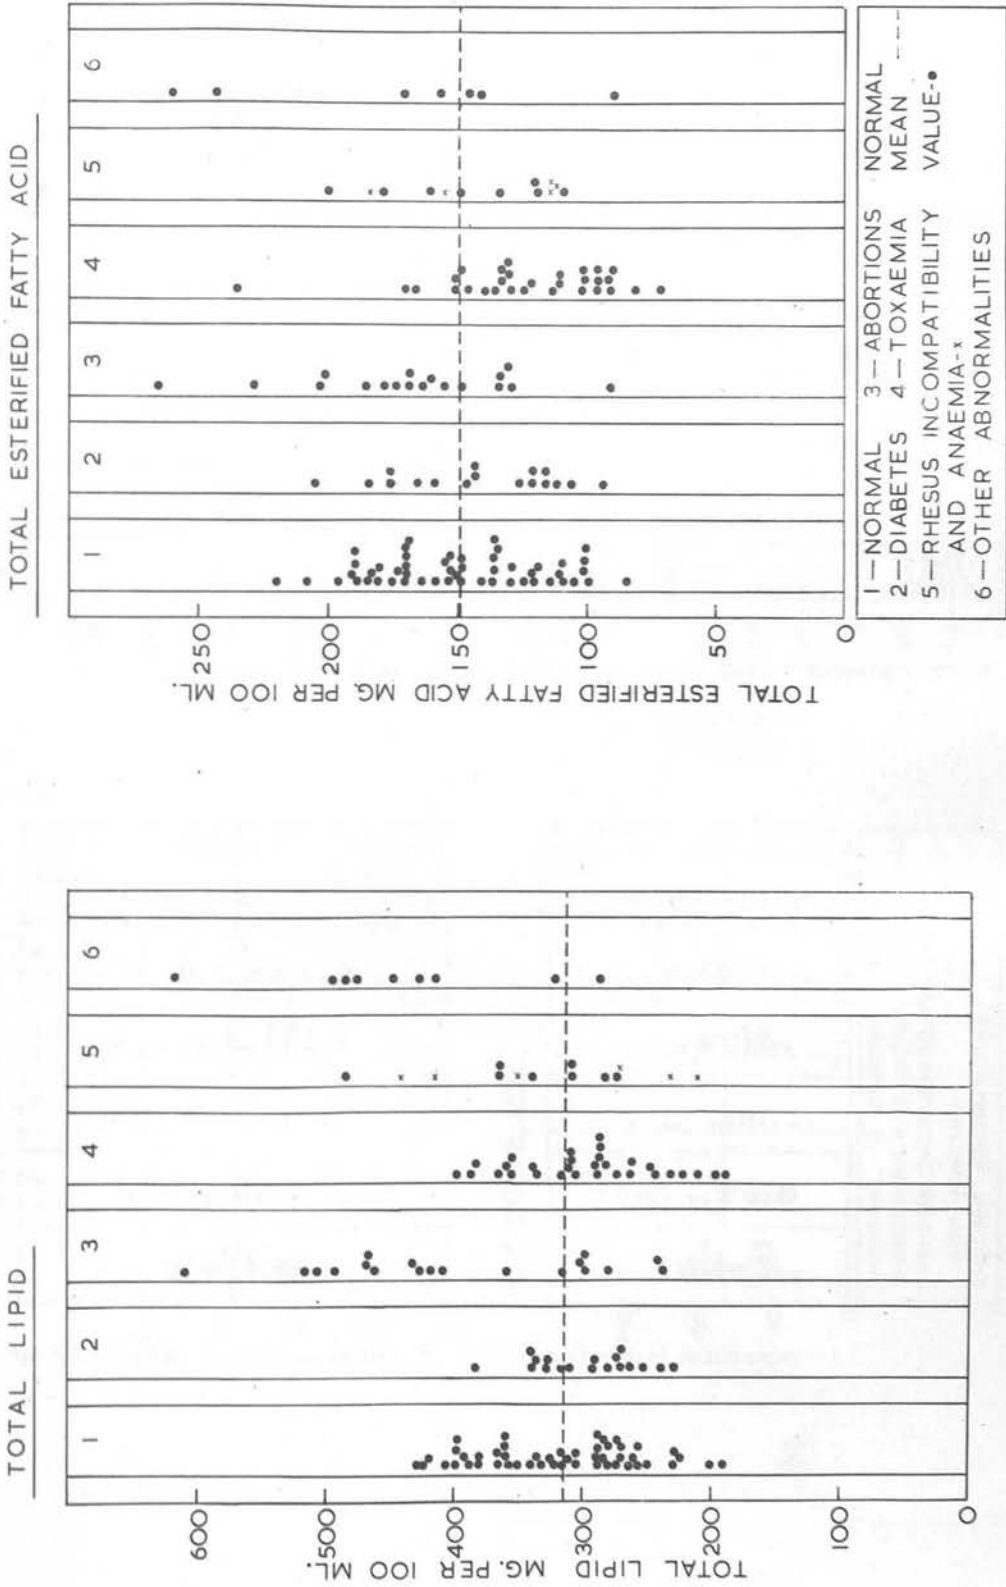 TOTAL LIPID
1 2 3 4 5 6
600
500
400
300
200
100
0
TOTAL LIPID MG. PER 100 ML.
TOTAL ESTERIFIED FATTY ACID
1 2 3 4 5 6
250
200
150
100
50
0
TOTAL ESTERIFIED FATTY ACID MG. PER 100 ML.
1 — NORMAL 3 — ABORTIONS NORMAL
2 — DIABETES 4 — TOXAEMIA MEAN ----
5 — RHESUS INCOMPATIBILITY VALUE-●
AND ANAEMIA-x
6 — OTHER ABNORMALITIES